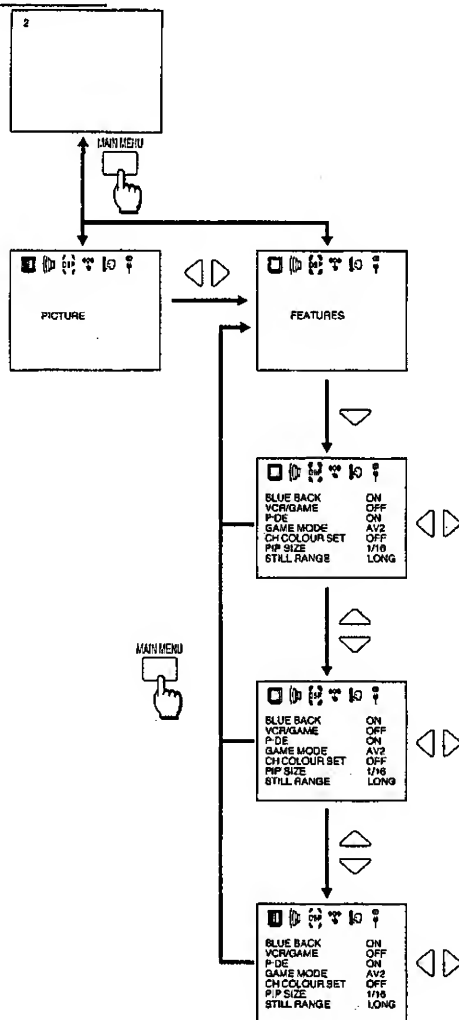 2
MAIN MENU
PICTURE
FEATURES
BLUE BACK ON
VCR/GAME OFF
P-DE ON
GAME MODE AV2
CH COLOUR SET OFF
PIP SIZE 1/16
STILL RANGE LONG
MAIN MENU
BLUE BACK ON
VCR/GAME OFF
P-DE ON
GAME MODE AV2
CH COLOUR SET OFF
PIP SIZE 1/16
STILL RANGE LONG
BLUE BACK ON
VCR/GAME OFF
P-DE ON
GAME MODE AV2
CH COLOUR SET OFF
PIP SIZE 1/16
STILL RANGE LONG